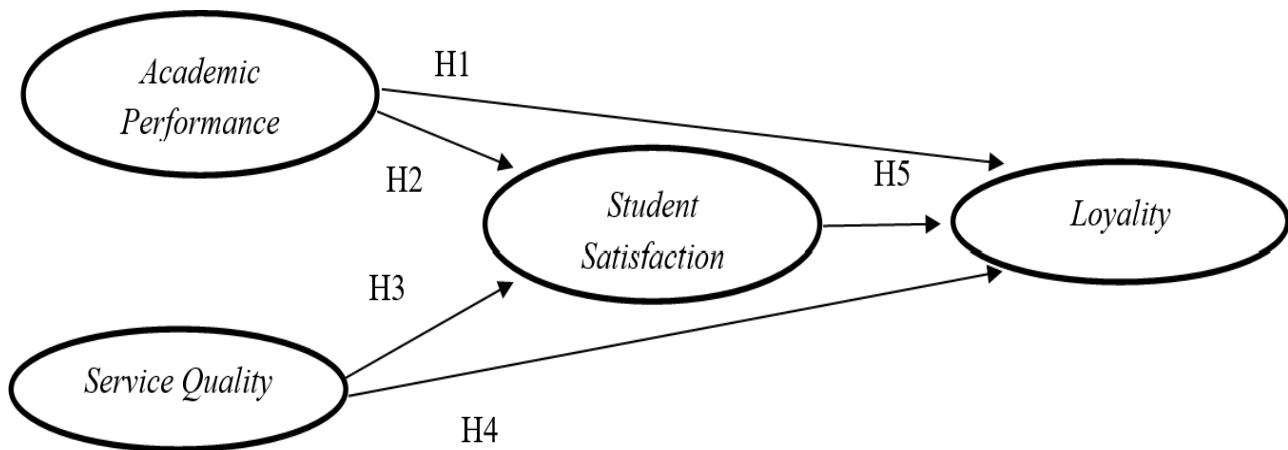 Academic
Performance
H1
H2
H5
Student
Satisfaction
Loyality
H3
Service Quality
H4